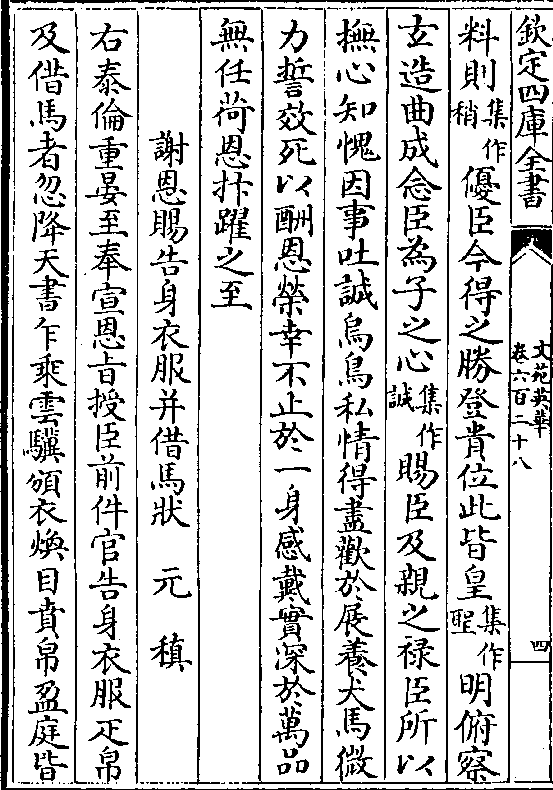 欽定四庫全書
文苑英華
卷六百二十八
四
料則集作稍優臣今得之勝登貴位此皆皇集作聖明俯察
玄造曲成念臣為子之心集作誠賜臣及親之祿臣所以
撫心知愧因事吐誠烏鳥私情得盡歡於展養犬馬微
力誓效死以酬恩榮幸不止於一身感戴實深於萬品
無任荷恩抃躍之至
謝恩賜告身衣服并借馬狀 元稹
右泰倫重晏至奉宣恩旨授臣前件官告身衣服疋帛
及借馬者忽降天書乍乘雲驥頒衣煥目賁帛盈庭皆